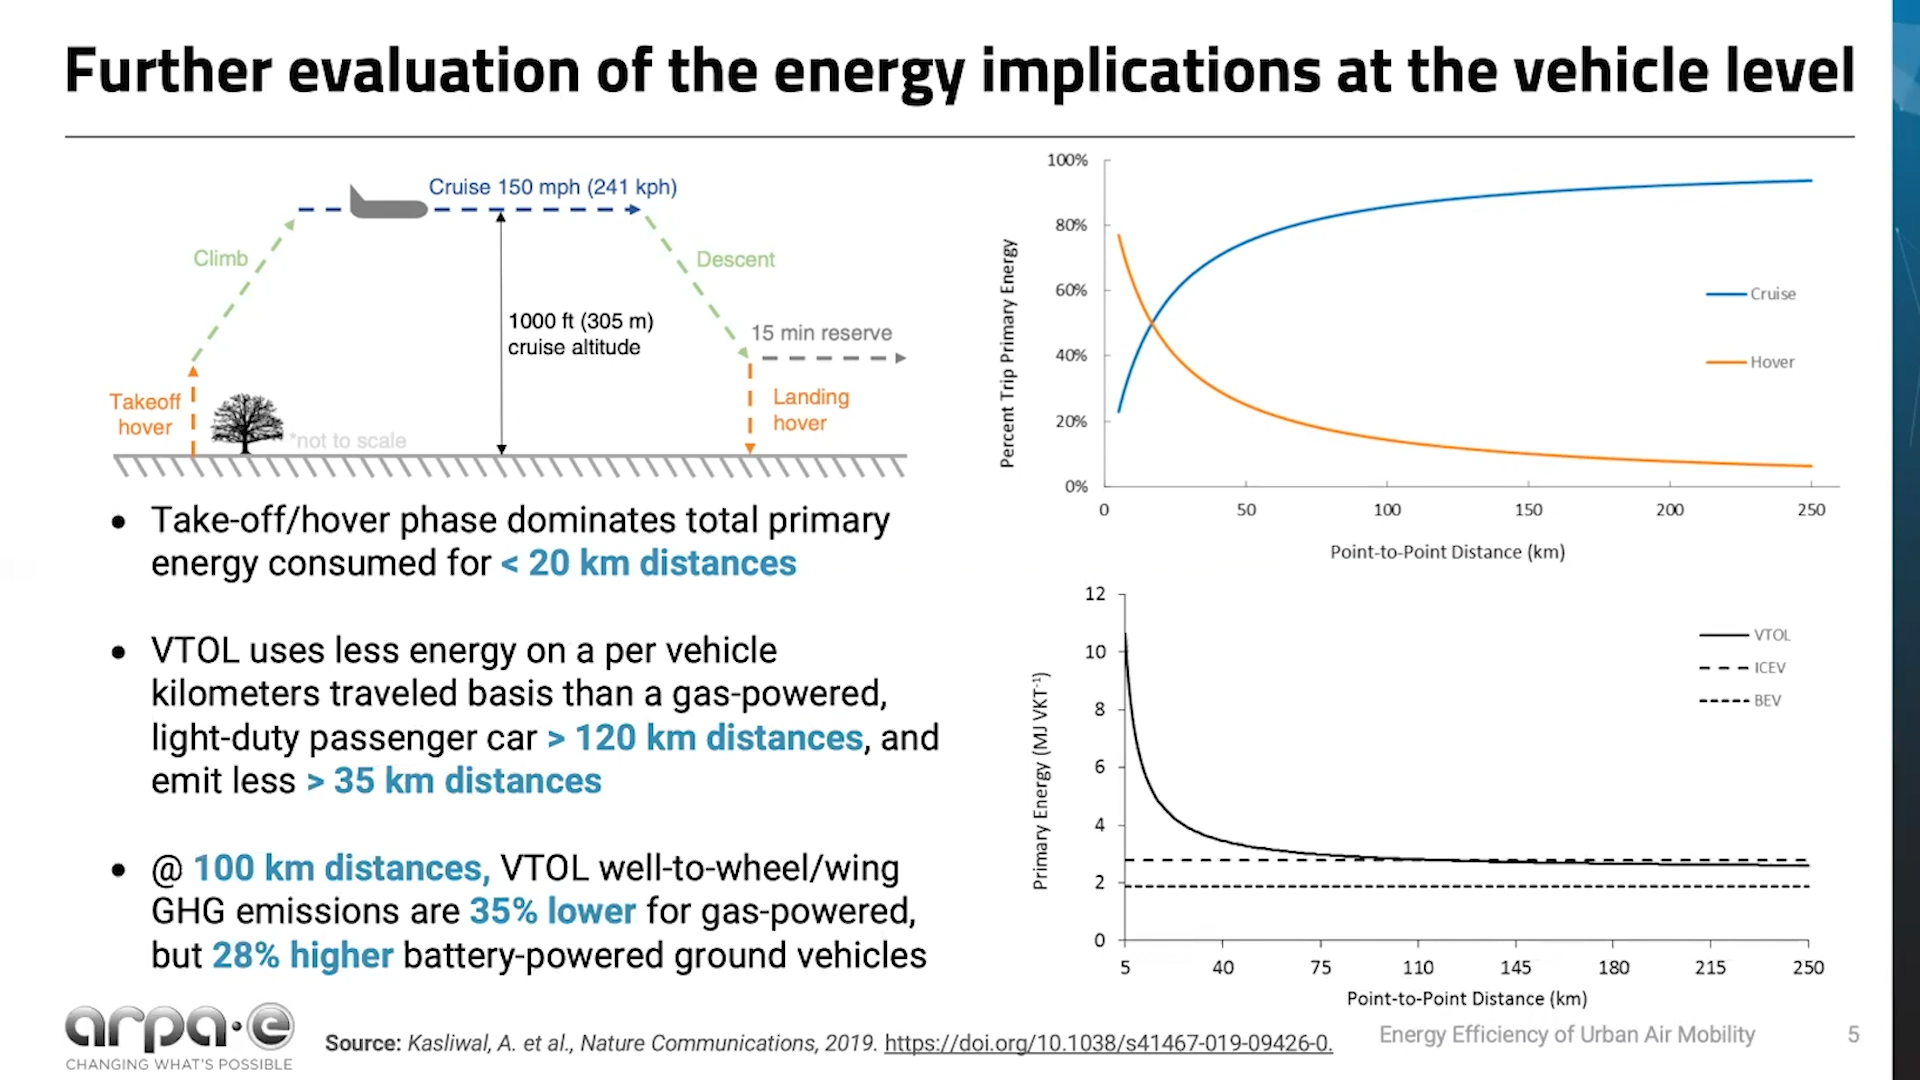 Further evaluation of the energy implications at the vehicle level
Cruise 150 mph (241 kph)
Climb
Descent
1000 ft (305 m)
cruise altitude
15 min reserve
Takeoff
hover
*not to scale
Landing
hover
• Take-off/hover phase dominates total primary
energy consumed for < 20 km distances
• VTOL uses less energy on a per vehicle
kilometers traveled basis than a gas-powered,
light-duty passenger car > 120 km distances, and
emit less > 35 km distances
• @ 100 km distances, VTOL well-to-wheel/wing
GHG emissions are 35% lower for gas-powered,
but 28% higher battery-powered ground vehicles
Percent Trip Primary Energy
100%
80%
60%
40%
20%
0%
0 50 100 150 200 250
Point-to-Point Distance (km)
Cruise
Hover
Primary Energy (MJ VKT⁻¹)
12
10
8
6
4
2
0
5 40 75 110 145 180 215 250
Point-to-Point Distance (km)
VTOL
ICEV
BEV
arpa·e
CHANGING WHAT'S POSSIBLE
Source: Kasliwal, A. et al., Nature Communications, 2019. https://doi.org/10.1038/s41467-019-09426-0.
Energy Efficiency of Urban Air Mobility
5